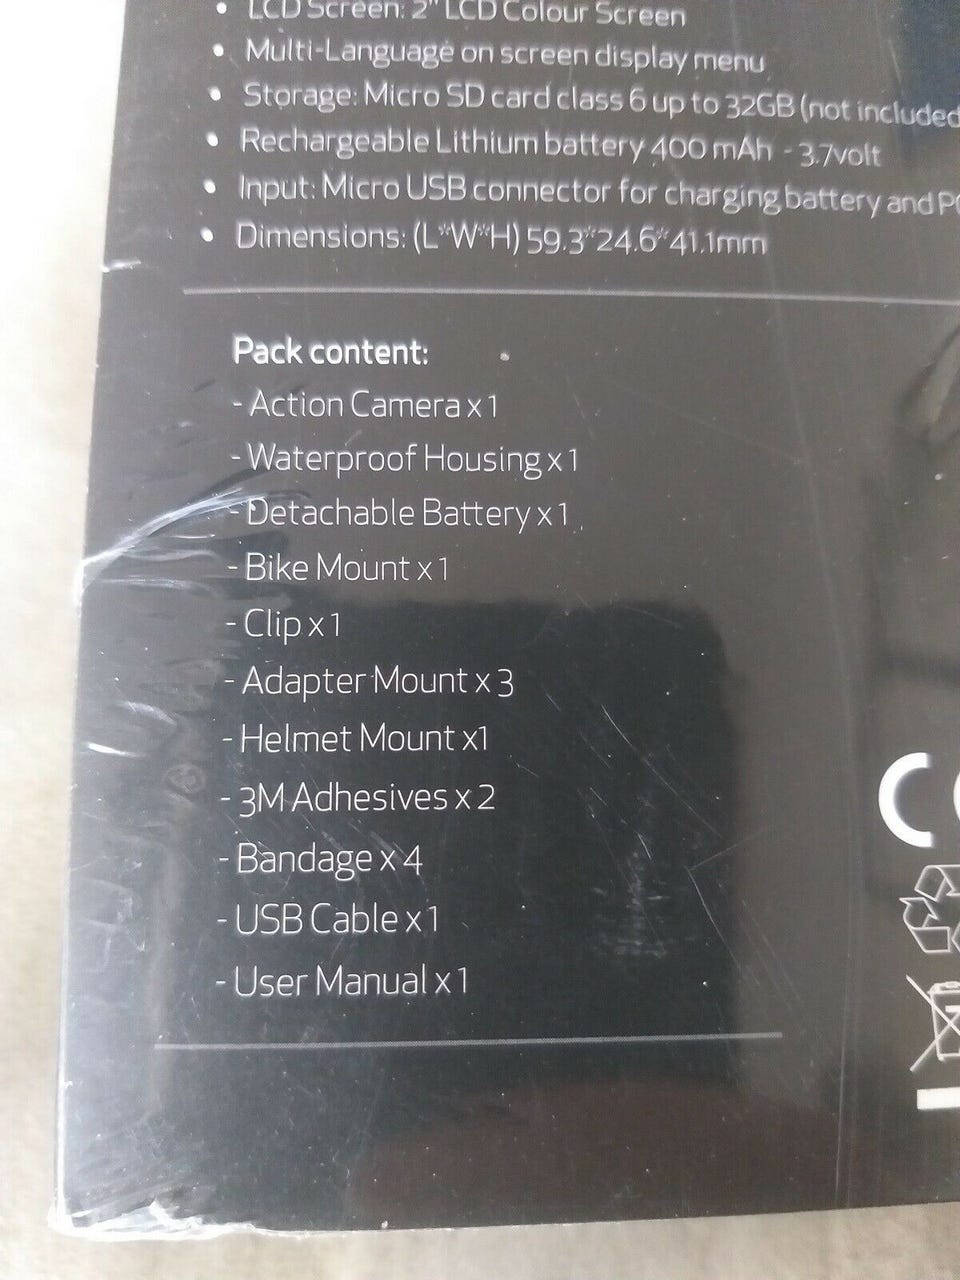 • LCD Screen: 2" LCD Colour Screen
• Multi-Language on screen display menu
• Storage: Micro SD card class 6 up to 32GB (not included
• Rechargeable Lithium battery 400 mAh - 3.7volt
• Input: Micro USB connector for charging battery and PC
• Dimensions: (L*W*H) 59.3*24.6*41.1mm
Pack content:
- Action Camera x 1
- Waterproof Housing x 1
- Detachable Battery x 1
- Bike Mount x 1
- Clip x 1
- Adapter Mount x 3
- Helmet Mount x1
- 3M Adhesives x 2
- Bandage x 4
- USB Cable x 1
- User Manual x 1